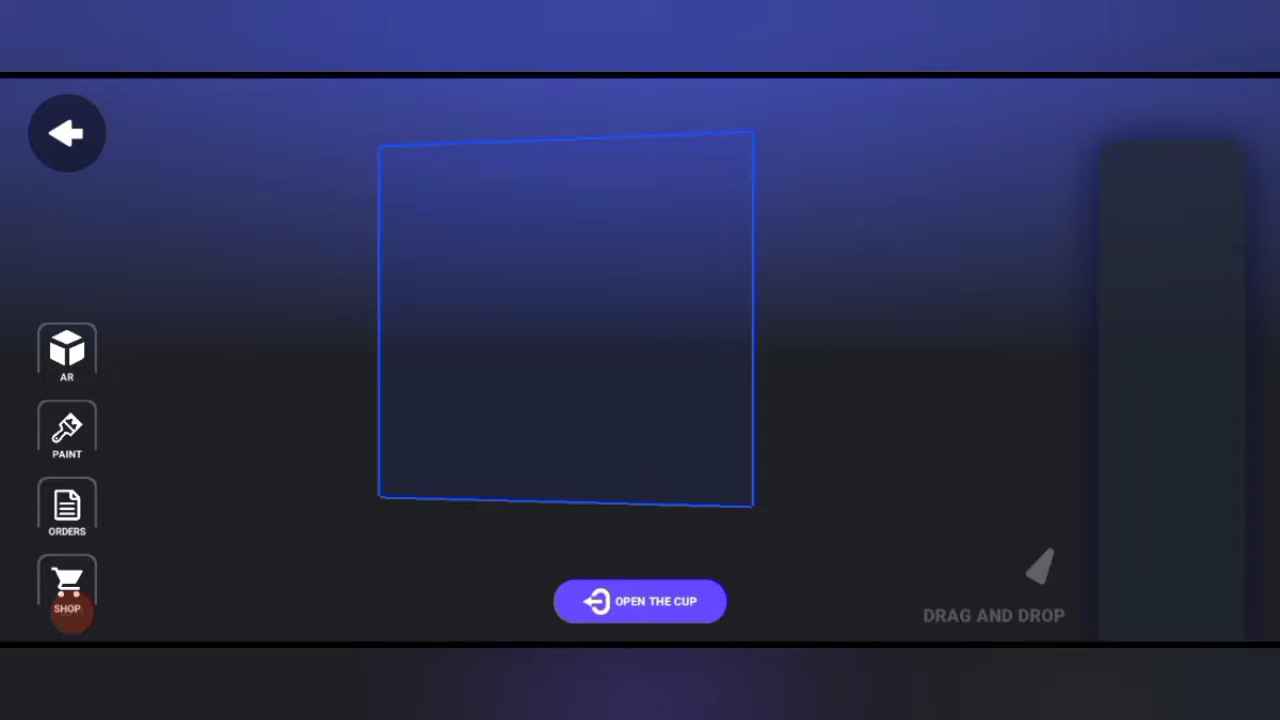 AR
PAINT
ORDERS
SHOP
OPEN THE CUP
DRAG AND DROP